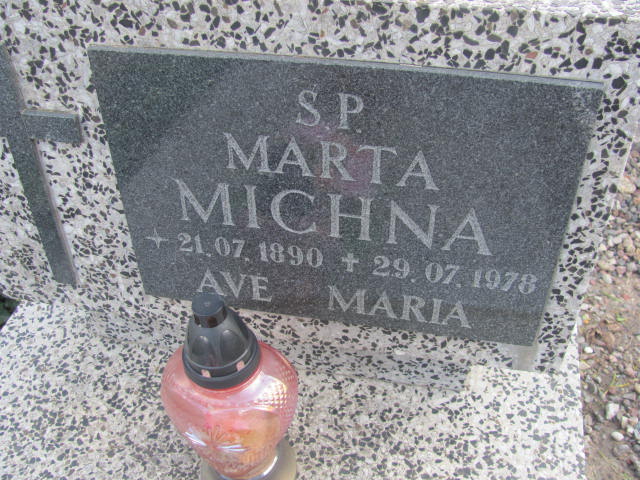 S.P.
MARTA
MICHNA
21.07.1890 29.07.1978
AVE MARIA